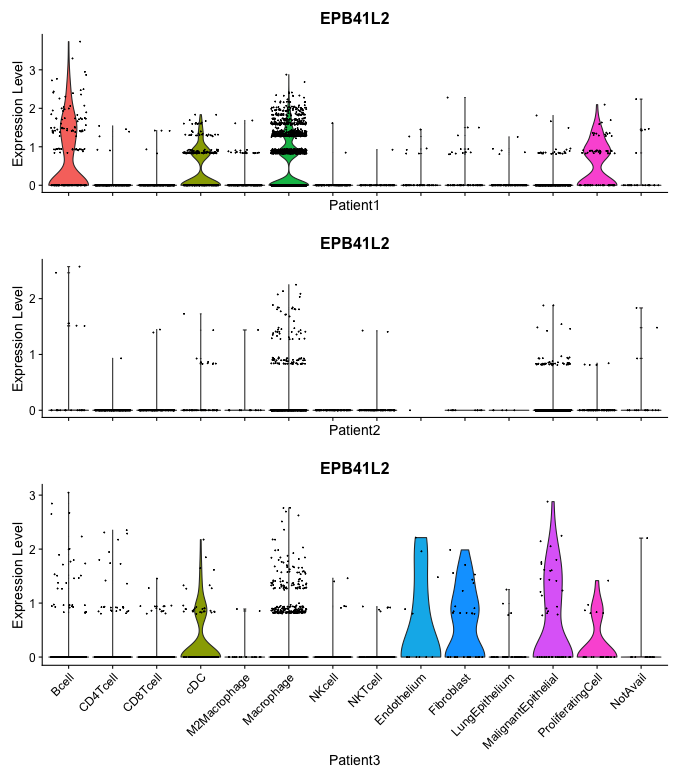 EPB41L2
Expression Level
3
2
1
0
Patient1
EPB41L2
Expression Level
2
1
0
Patient2
EPB41L2
Expression Level
3
2
1
0
Bcell
CD4Tcell
CD8Tcell
cDC
M2Macrophage
Macrophage
NKcell
NKTcell
Endothelium
Fibroblast
LungEpithelium
MalignantEpithelial
ProliferatingCell
NotAvail
Patient3